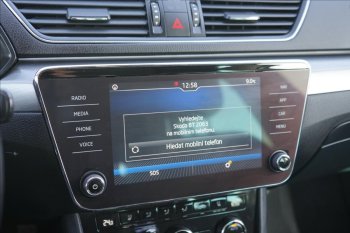 12:58
9.0
RADIO
MEDIA
PHONE
VOICE
NAV
APP
CAR
MENU
Vyhledejte
Skoda BT 2063
na mobilním telefonu.
Hledat mobilní telefon
SOS
24